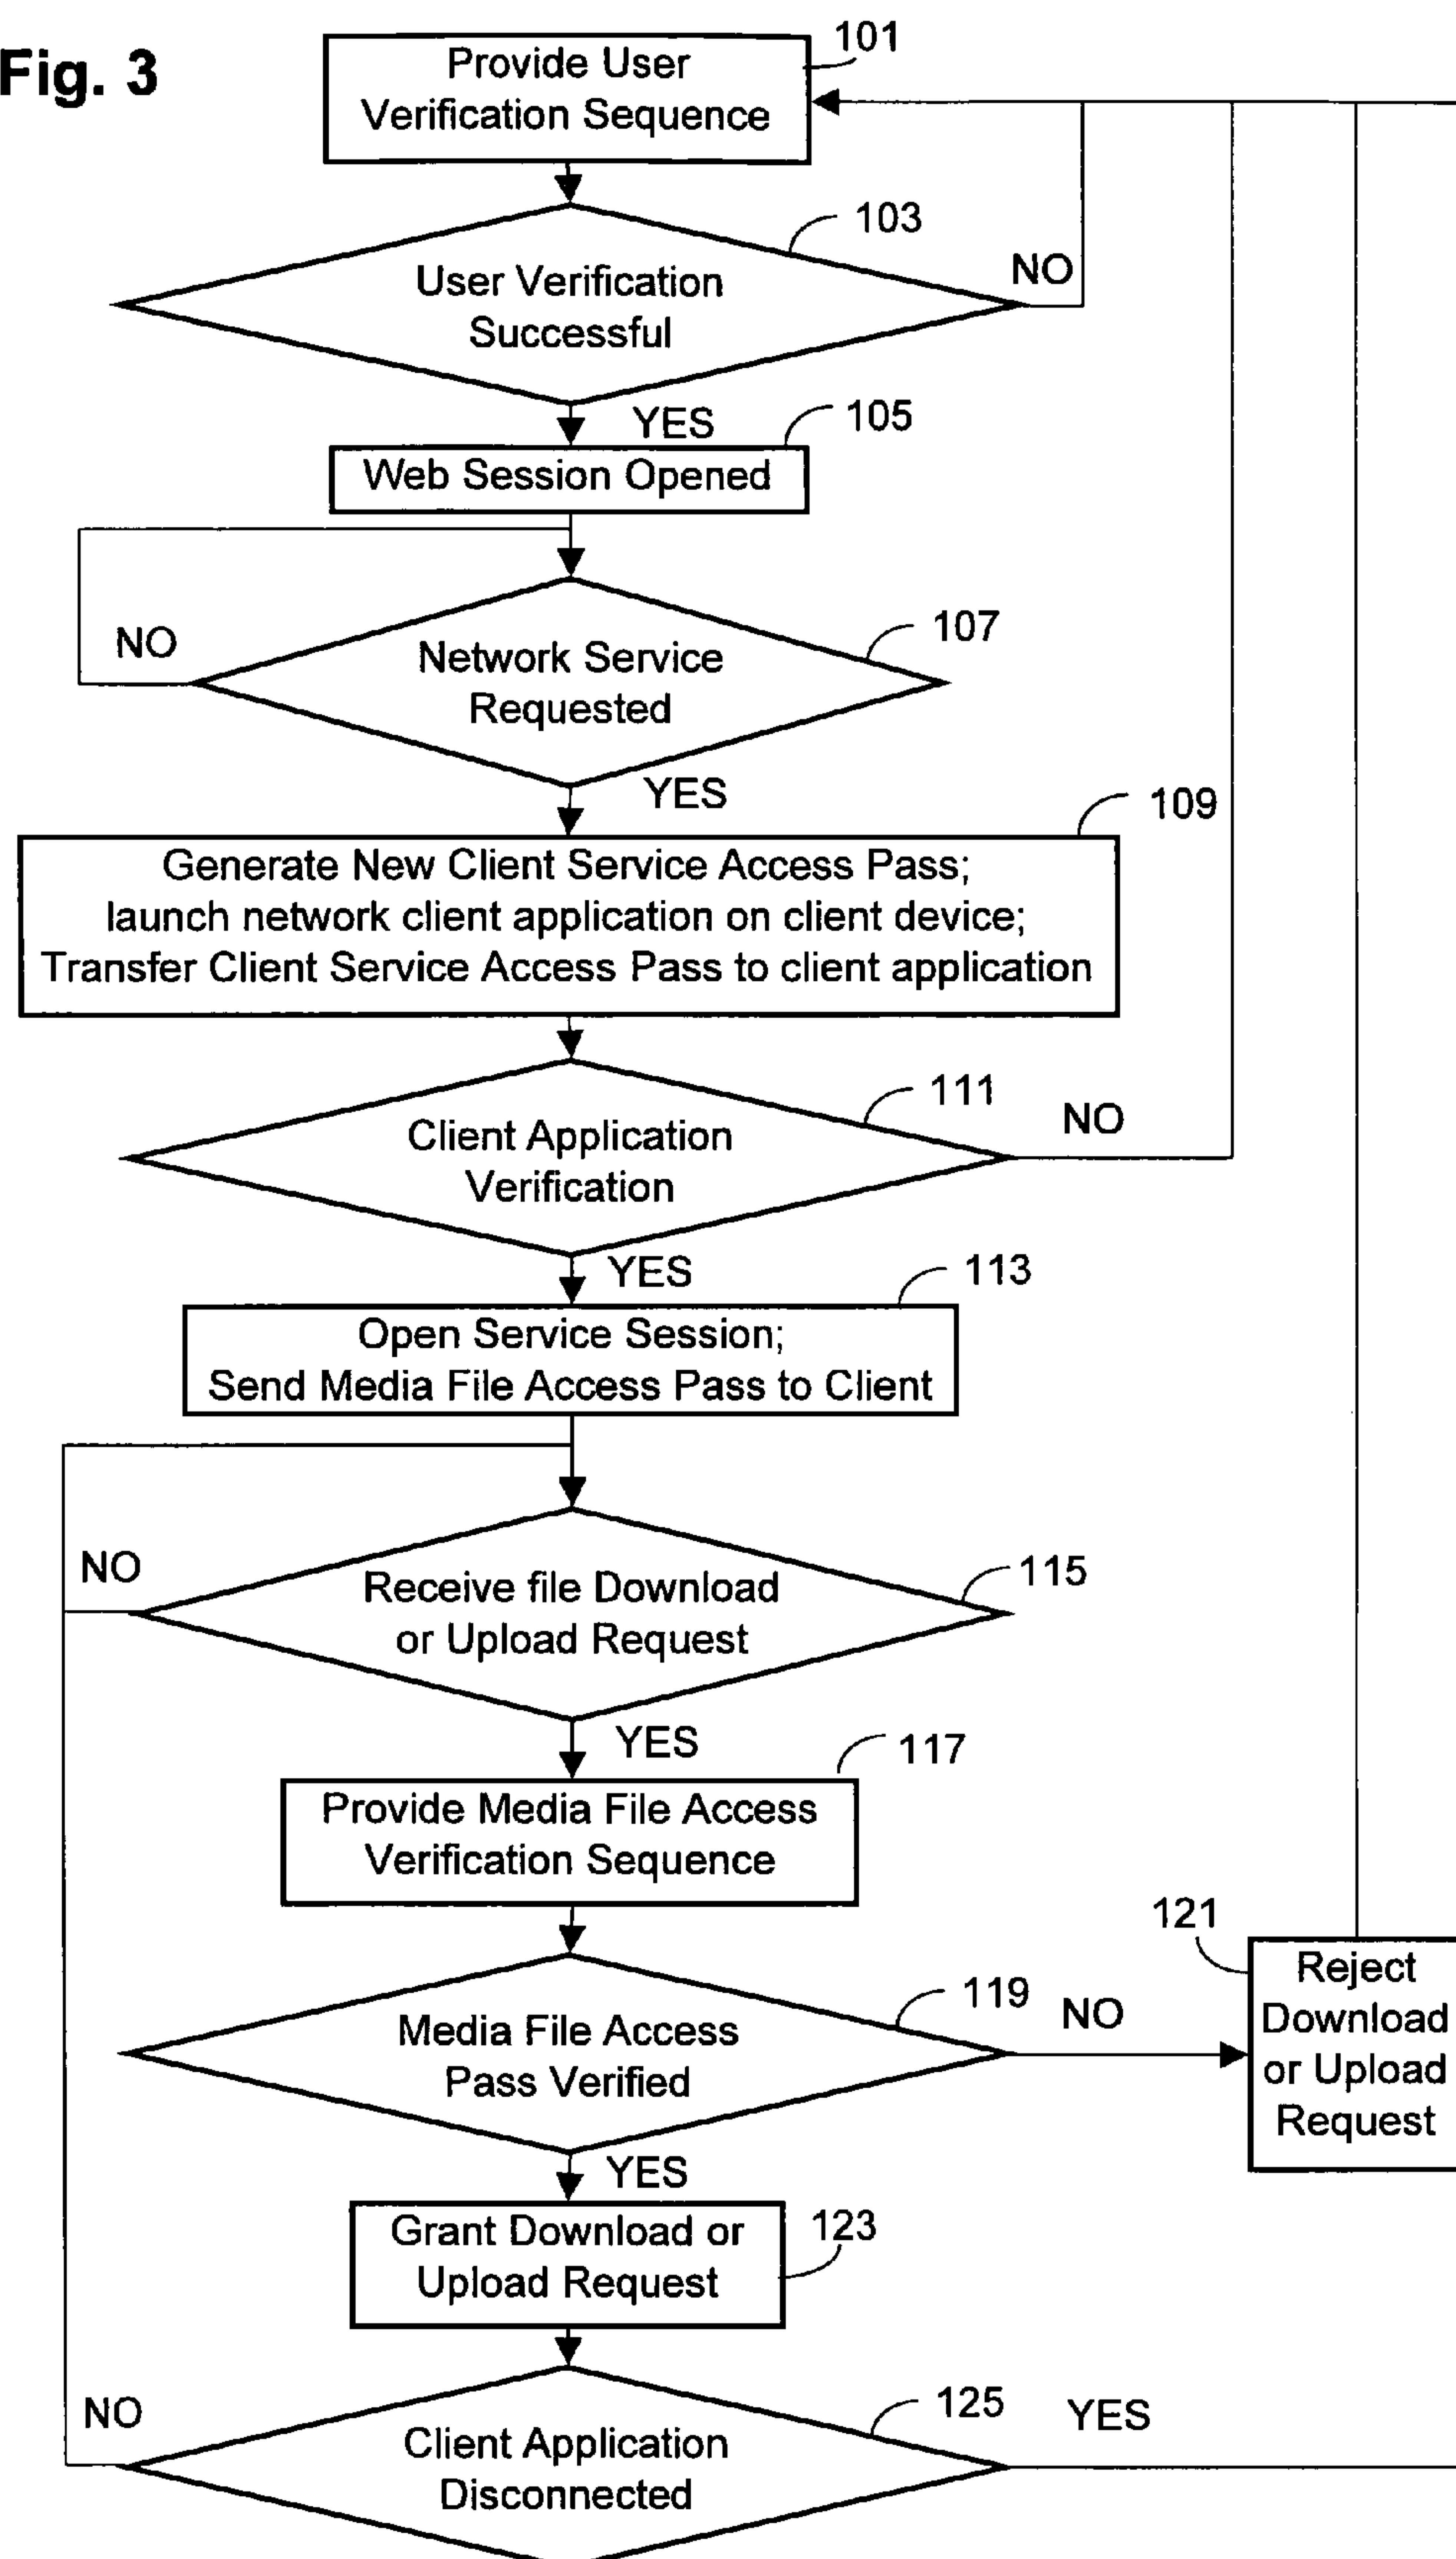 Fig. 3
101
Provide User
Verification Sequence
103
User Verification
Successful
NO
YES
105
Web Session Opened
107
NO
Network Service
Requested
YES
109
Generate New Client Service Access Pass;
launch network client application on client device;
Transfer Client Service Access Pass to client application
111
NO
Client Application
Verification
YES
113
Open Service Session;
Send Media File Access Pass to Client
NO
115
Receive file Download
or Upload Request
YES
117
Provide Media File Access
Verification Sequence
119
NO
Media File Access
Pass Verified
121
Reject
Download
or Upload
Request
YES
123
Grant Download or
Upload Request
NO
125
YES
Client Application
Disconnected